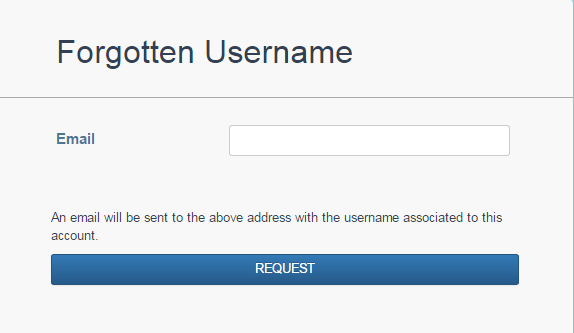 Forgotten Username
Email
An email will be sent to the above address with the username associated to this
account.
REQUEST